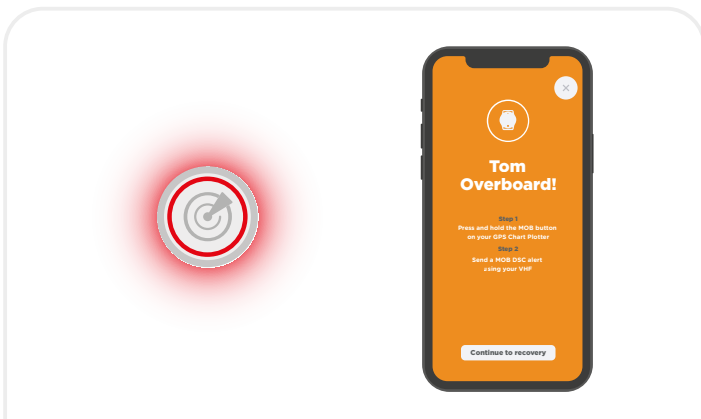 Tom
Overboard!
Step 1
Press and hold the MOB button
on your GPS Chart Plotter
Step 2
Send a MOB DSC alert
using your VHF
Continue to recovery